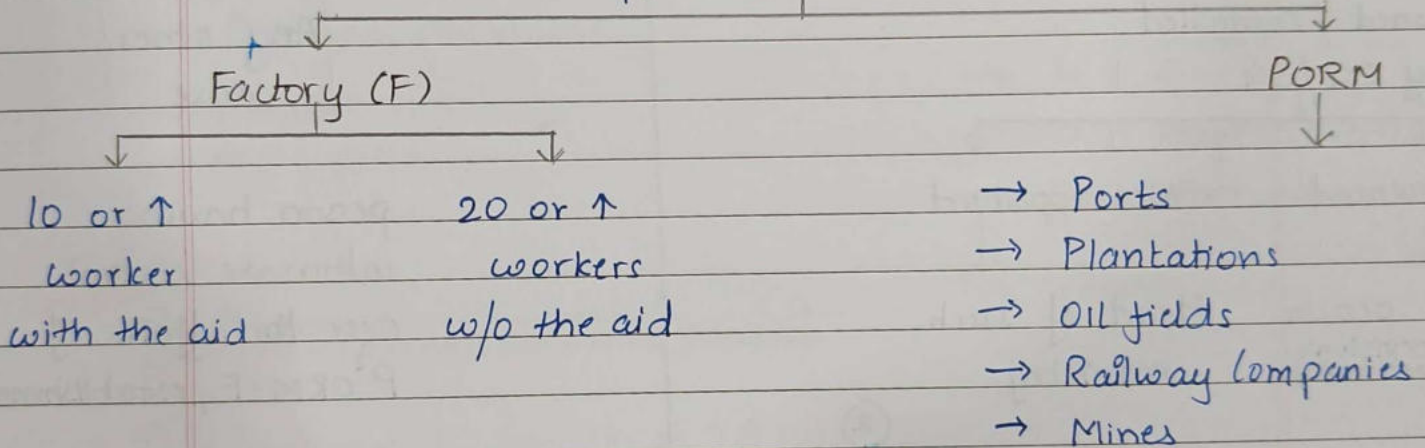 Factory (F)
PORM
10 or ↑
worker
with the aid
20 or ↑
workers
w/o the aid
→ Ports
→ Plantations
→ Oil fields
→ Railway Companies
→ Mines